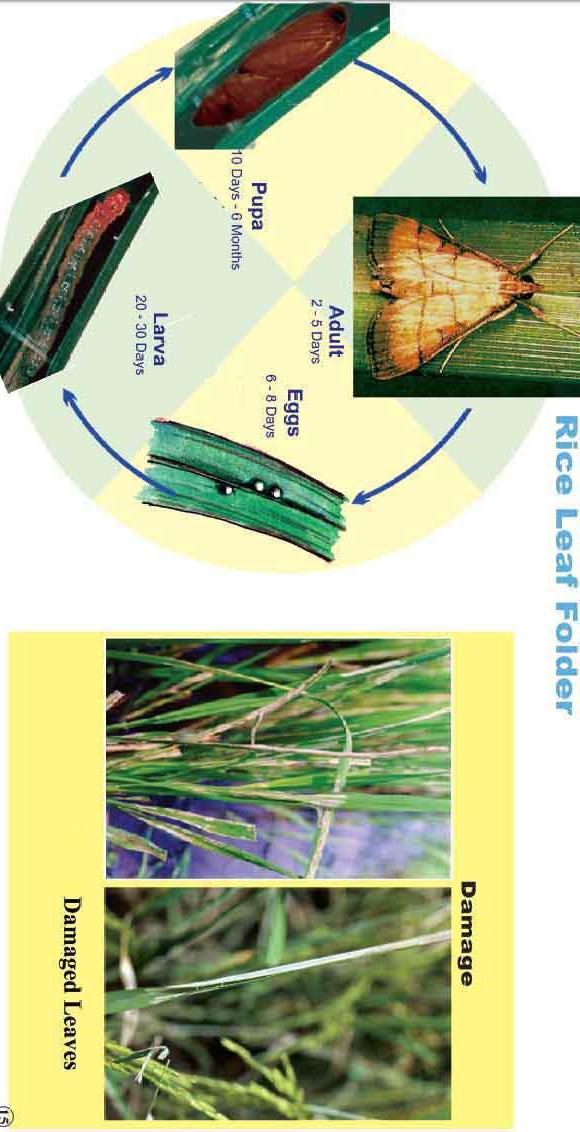 Rice Leaf Folder
Adult
2 - 5 Days
Eggs
6 - 8 Days
Larva
20 - 30 Days
Pupa
10 Days - 6 Months
Damage
Damaged Leaves
15